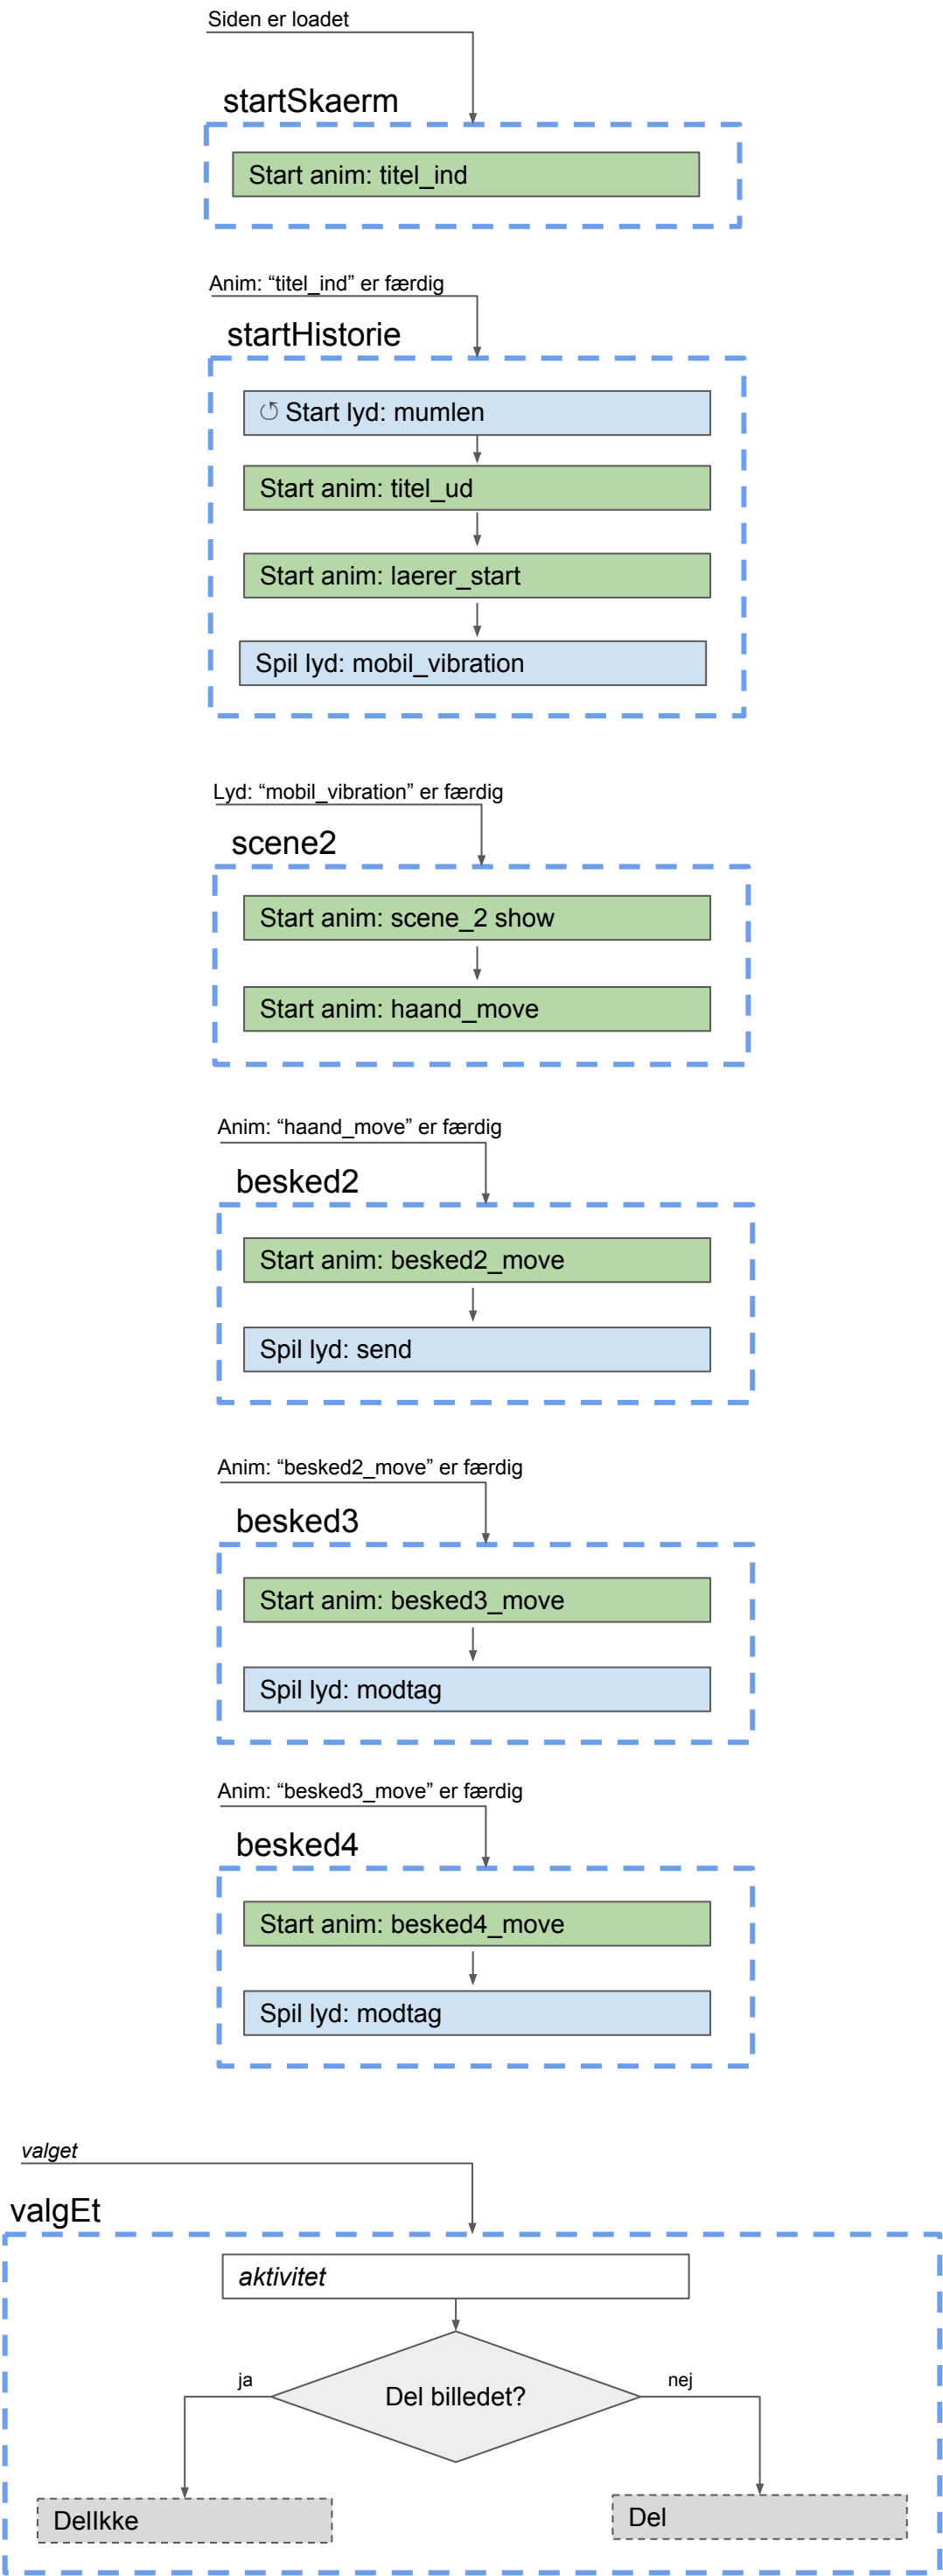 Siden er loadet
startSkaerm
Start anim: titel_ind
Anim: “titel_ind” er færdig
startHistorie
Start lyd: mumlen
Start anim: titel_ud
Start anim: laerer_start
Spil lyd: mobil_vibration
Lyd: “mobil_vibration” er færdig
scene2
Start anim: scene_2 show
Start anim: haand_move
Anim: “haand_move” er færdig
besked2
Start anim: besked2_move
Spil lyd: send
Anim: “besked2_move” er færdig
besked3
Start anim: besked3_move
Spil lyd: modtag
Anim: “besked3_move” er færdig
besked4
Start anim: besked4_move
Spil lyd: modtag
valget
valgEt
aktivitet
Del billedet?
ja
nej
DelIkke
Del